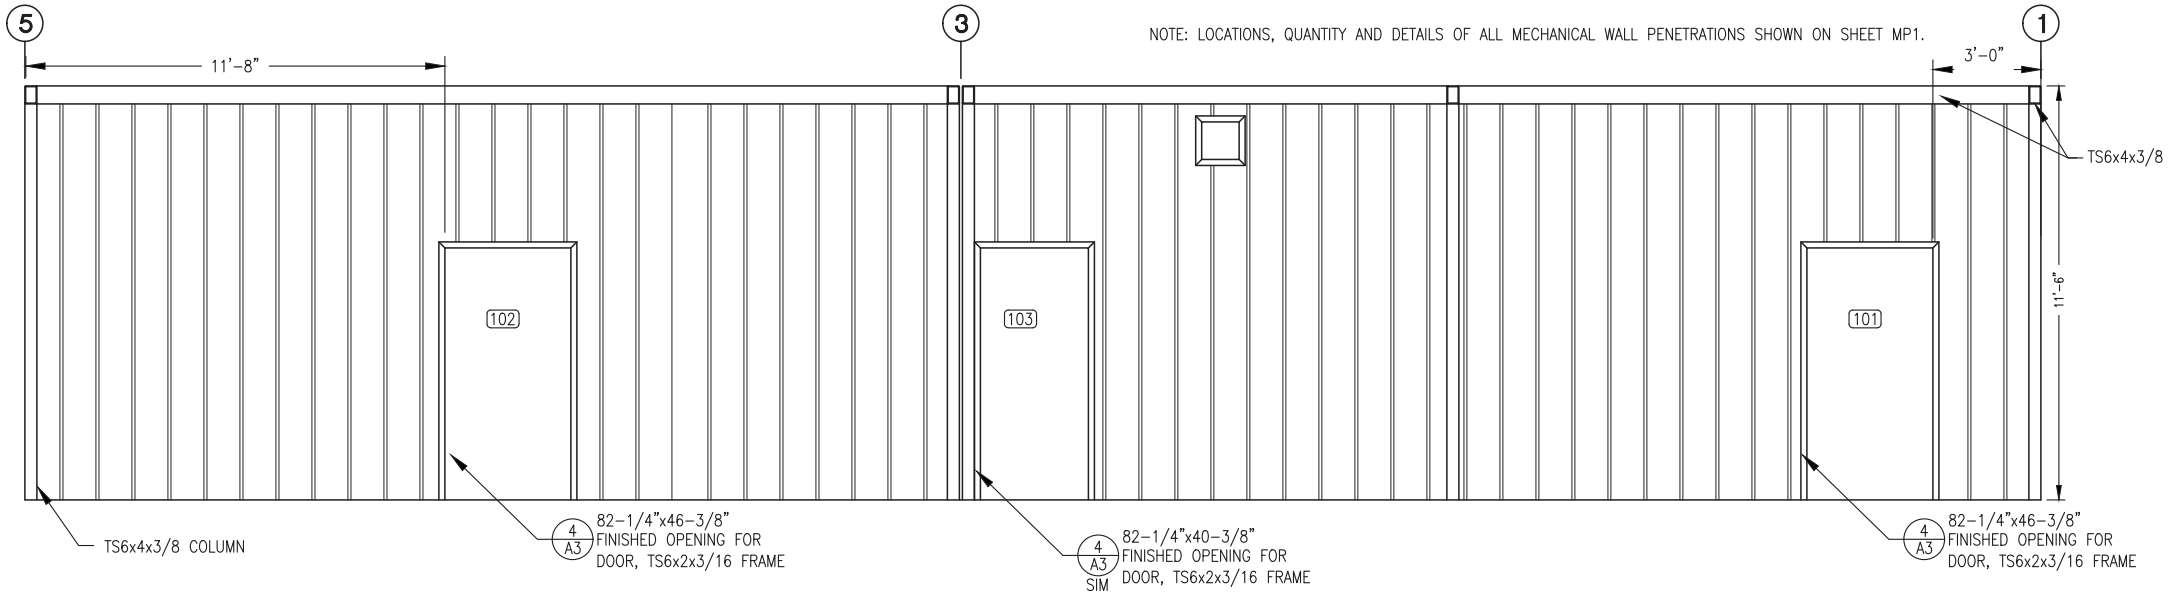 5
3
1
NOTE: LOCATIONS, QUANTITY AND DETAILS OF ALL MECHANICAL WALL PENETRATIONS SHOWN ON SHEET MP1.
11'-8"
3'-0"
TS6x4x3/8
11'-6"
102
103
101
TS6x4x3/8 COLUMN
4
A3
82-1/4"x46-3/8"
FINISHED OPENING FOR
DOOR, TS6x2x3/16 FRAME
4
A3
SIM
82-1/4"x40-3/8"
FINISHED OPENING FOR
DOOR, TS6x2x3/16 FRAME
4
A3
82-1/4"x46-3/8"
FINISHED OPENING FOR
DOOR, TS6x2x3/16 FRAME